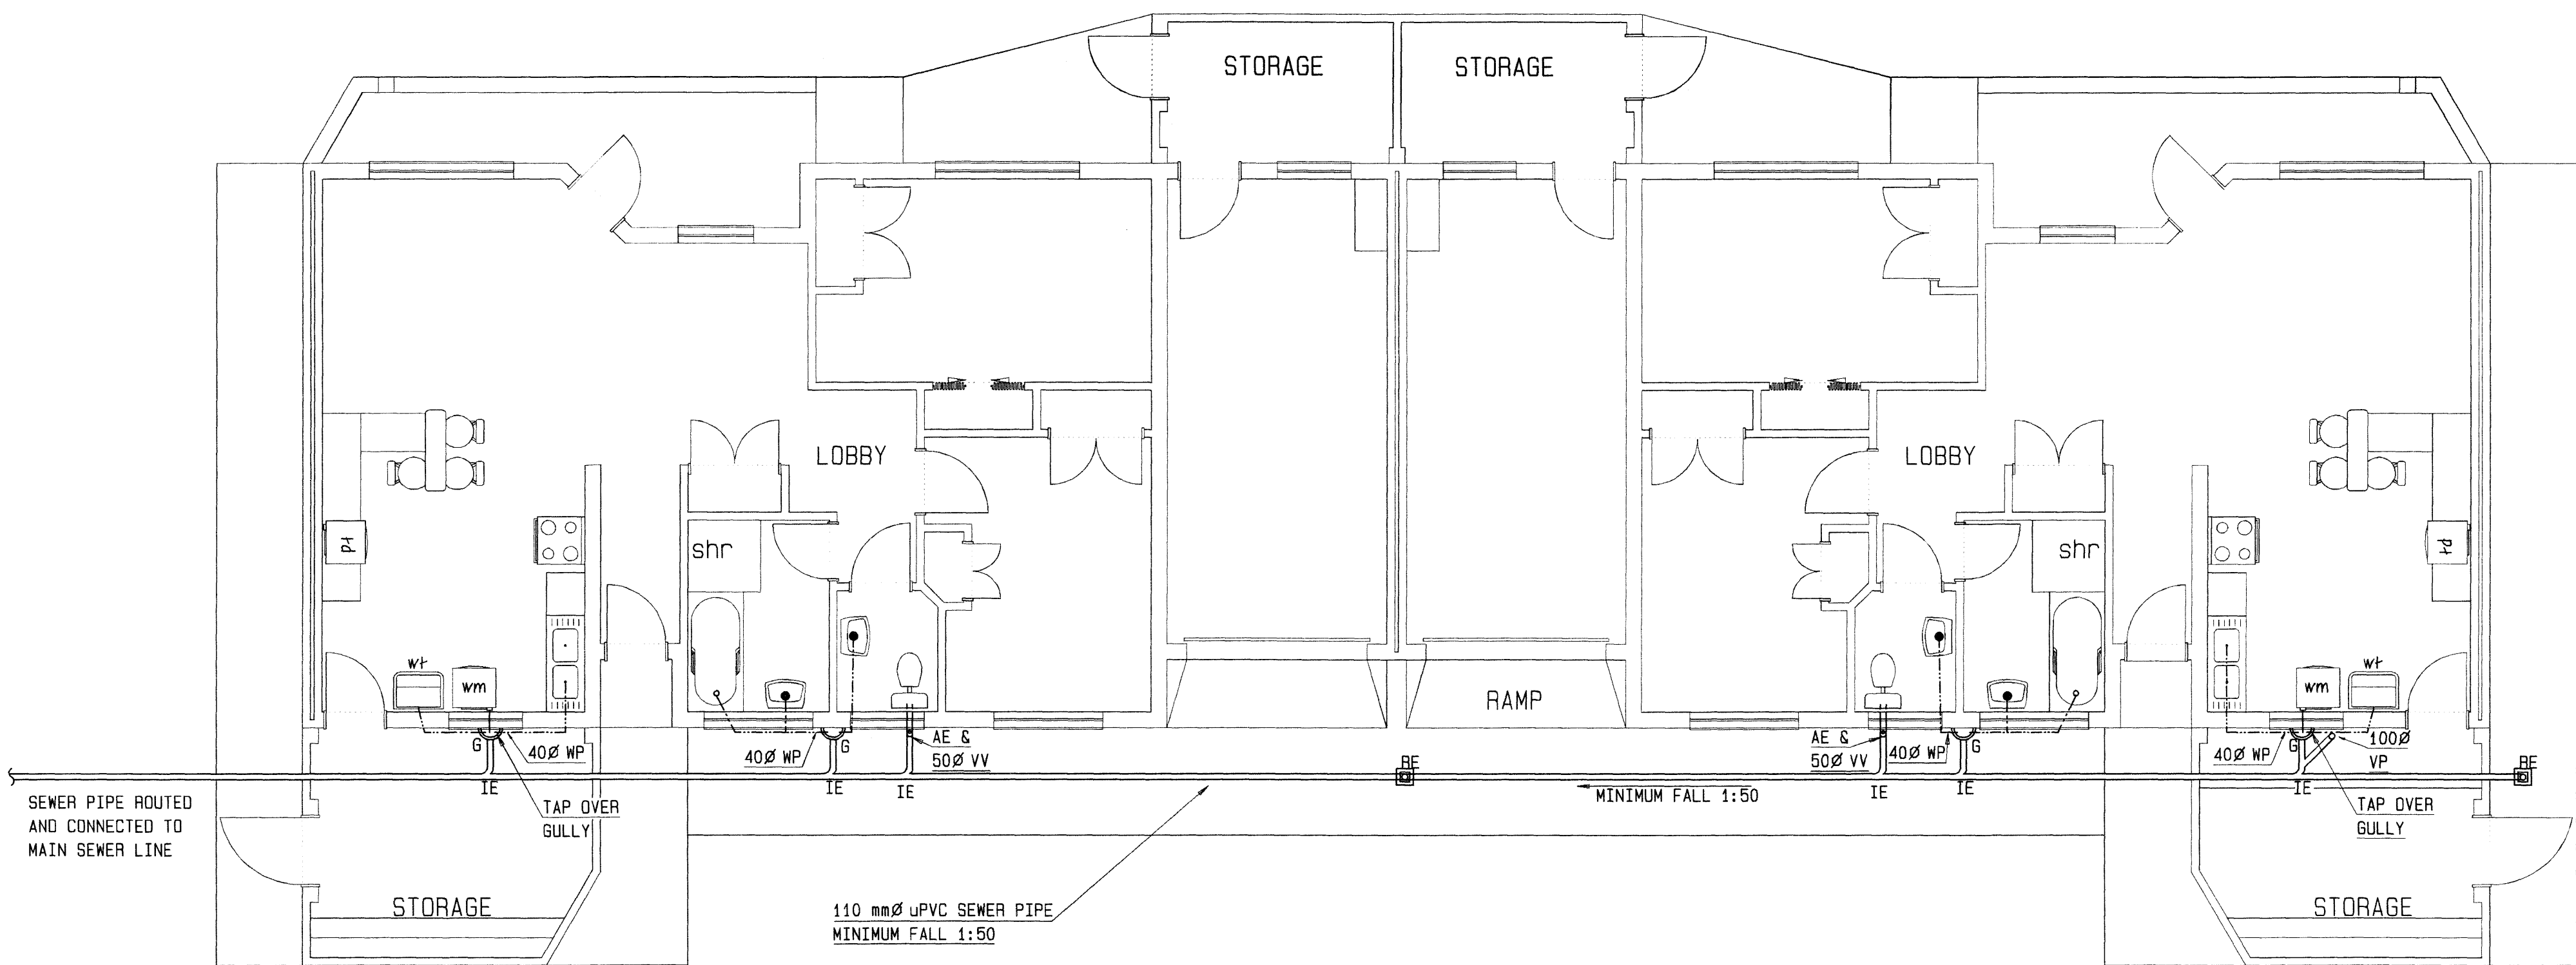 STORAGE
STORAGE
LOBBY
LOBBY
pt
shr
shr
pt
wt
wm
wm
wt
RAMP
G
40Ø WP
40Ø WP
G
AE &
50Ø VV
RE
AE &
50Ø VV
40Ø WP
G
40Ø WP
G
100Ø
VP
RE
IE
IE
IE
IE
IE
IE
SEWER PIPE ROUTED
AND CONNECTED TO
MAIN SEWER LINE
TAP OVER
GULLY
MINIMUM FALL 1:50
TAP OVER
GULLY
STORAGE
110 mmØ uPVC SEWER PIPE
MINIMUM FALL 1:50
STORAGE